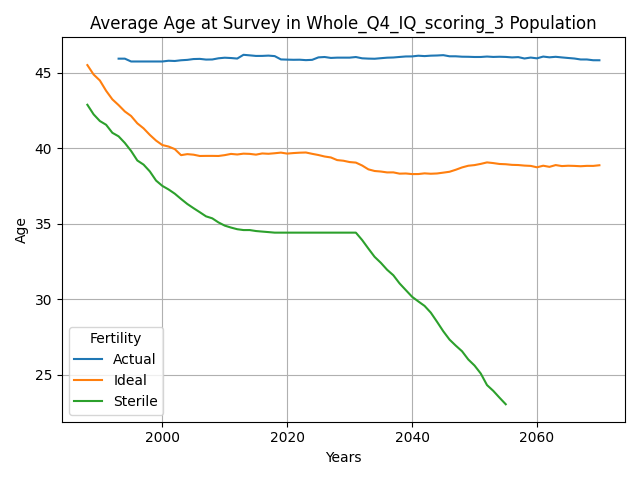 Average Age at Survey in Whole_Q4_IQ_scoring_3 Population
45
40
35
30
25
Age
Fertility
Actual
Ideal
Sterile
2000
2020
2040
2060
Years